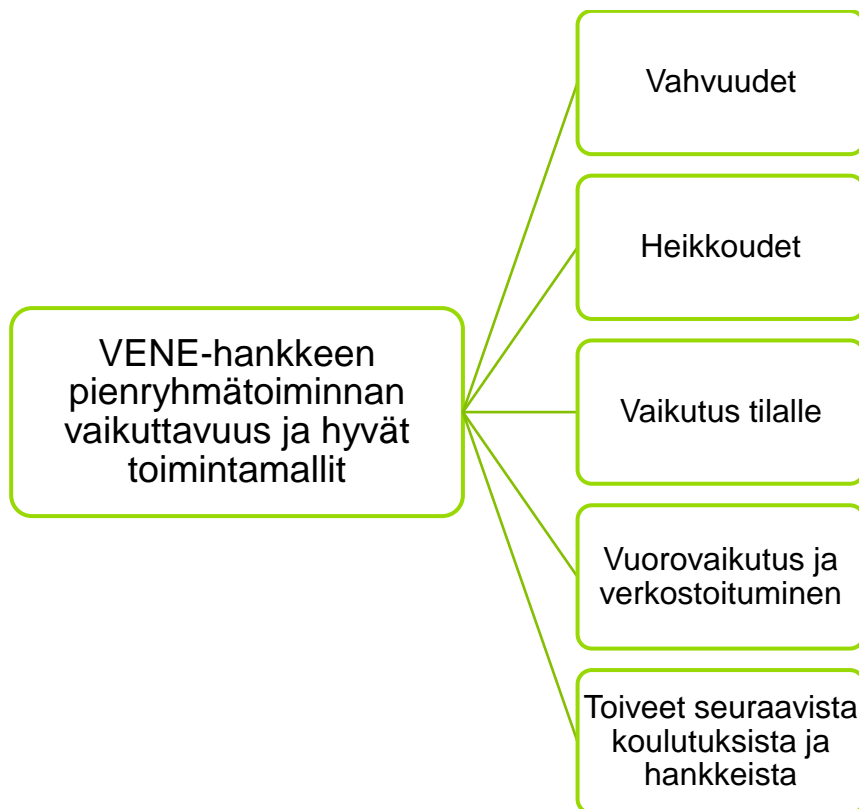 VENE-hankkeen
pienryhmätoiminnan
vaikuttavuus ja hyvät
toimintamallit
Vahvuudet
Heikkoudet
Vaikutus tilalle
Vuorovaikutus ja
verkostoituminen
Toiveet seuraavista
koulutuksista ja
hankkeista